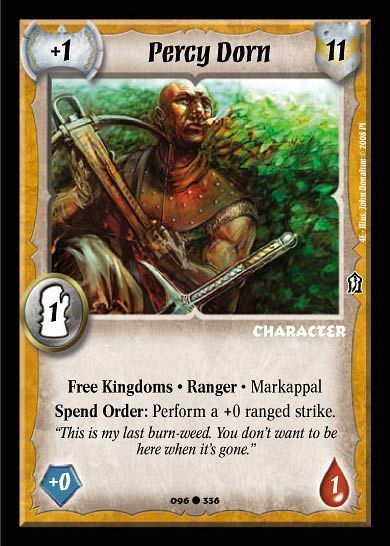 +1
Percy Dorn
11
4E · Illus. John Donahue © 2008 PI
1
CHARACTER
Free Kingdoms • Ranger • Markappal
Spend Order: Perform a +0 ranged strike.
"This is my last burn-weed. You don't want to be
here when it's gone."
+0
096 ● 336
1